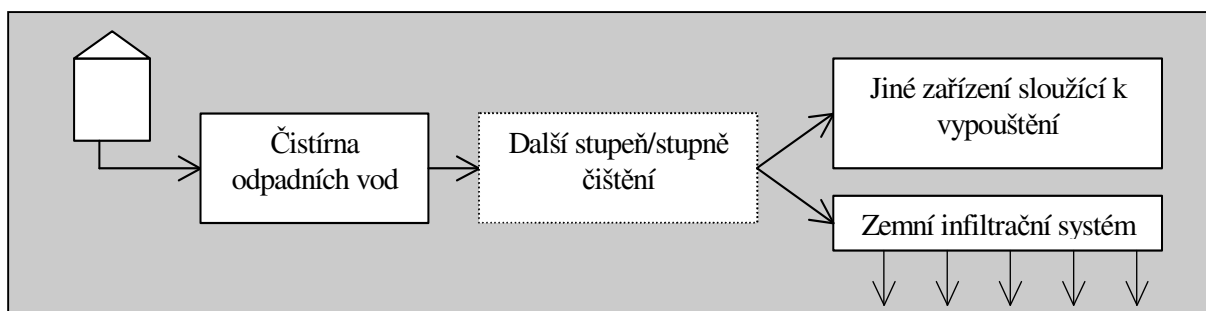 Čistírna
odpadních vod
Další stupeň/stupně
čištění
Jiné zařízení sloužící k
vypouštění
Zemní infiltrační systém